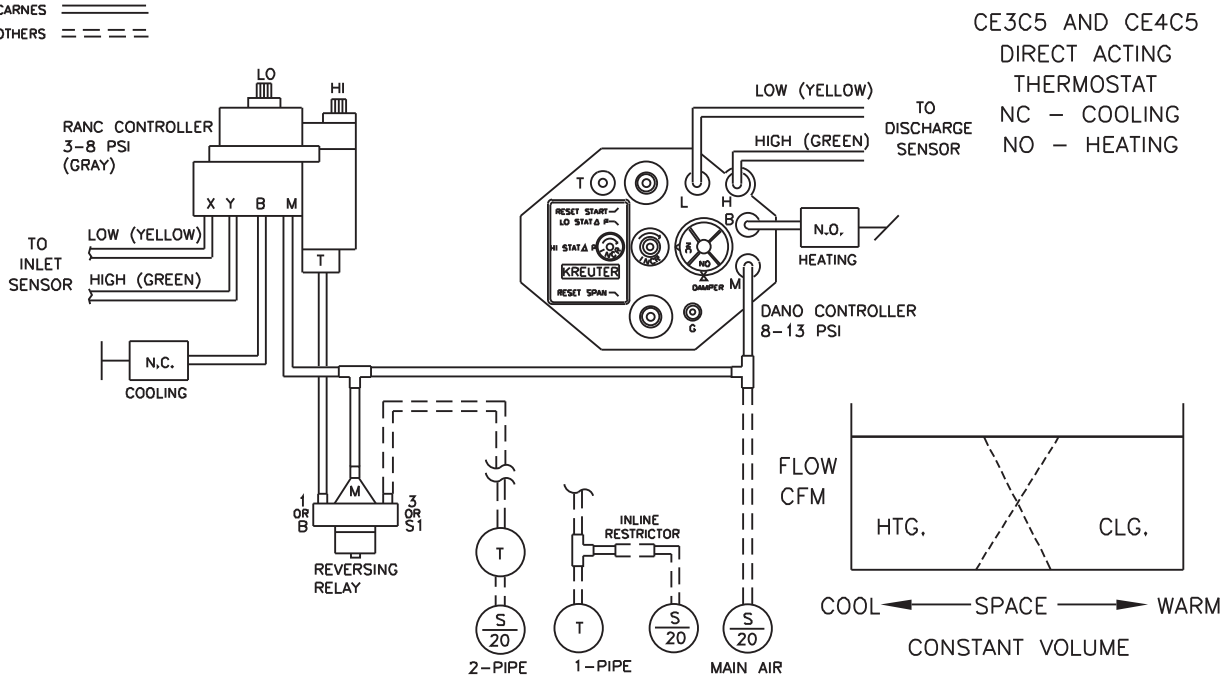 CARNES
OTHERS
CE3C5 AND CE4C5
DIRECT ACTING
THERMOSTAT
NC – COOLING
NO – HEATING
LO
HI
RANC CONTROLLER
3–8 PSI
(GRAY)
X Y B M
T
TO
INLET
SENSOR
LOW (YELLOW)
HIGH (GREEN)
N.C.
COOLING
LOW (YELLOW)
HIGH (GREEN)
TO
DISCHARGE
SENSOR
T
L
H
B
M
G
RESET START
LO STAT Δ P
HI STAT Δ P
INCR
INCR
KREUTER
RESET SPAN
NC
NO
DAMPER
N.O.
HEATING
DANO CONTROLLER
8–13 PSI
M
1
OR
B
3
OR
S1
REVERSING
RELAY
T
S
20
2–PIPE
INLINE
RESTRICTOR
T
1–PIPE
S
20
S
20
MAIN AIR
FLOW
CFM
HTG.
CLG.
COOL SPACE WARM
CONSTANT VOLUME